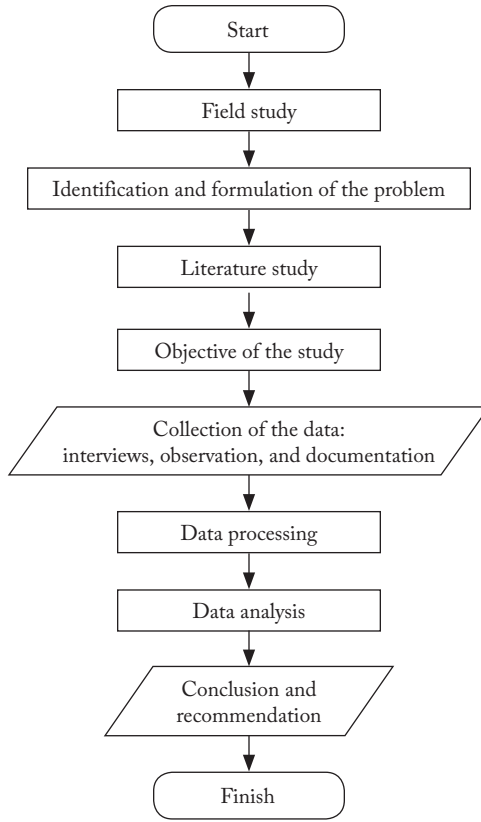 Start
Field study
Identification and formulation of the problem
Literature study
Objective of the study
Collection of the data:
interviews, observation, and documentation
Data processing
Data analysis
Conclusion and
recommendation
Finish